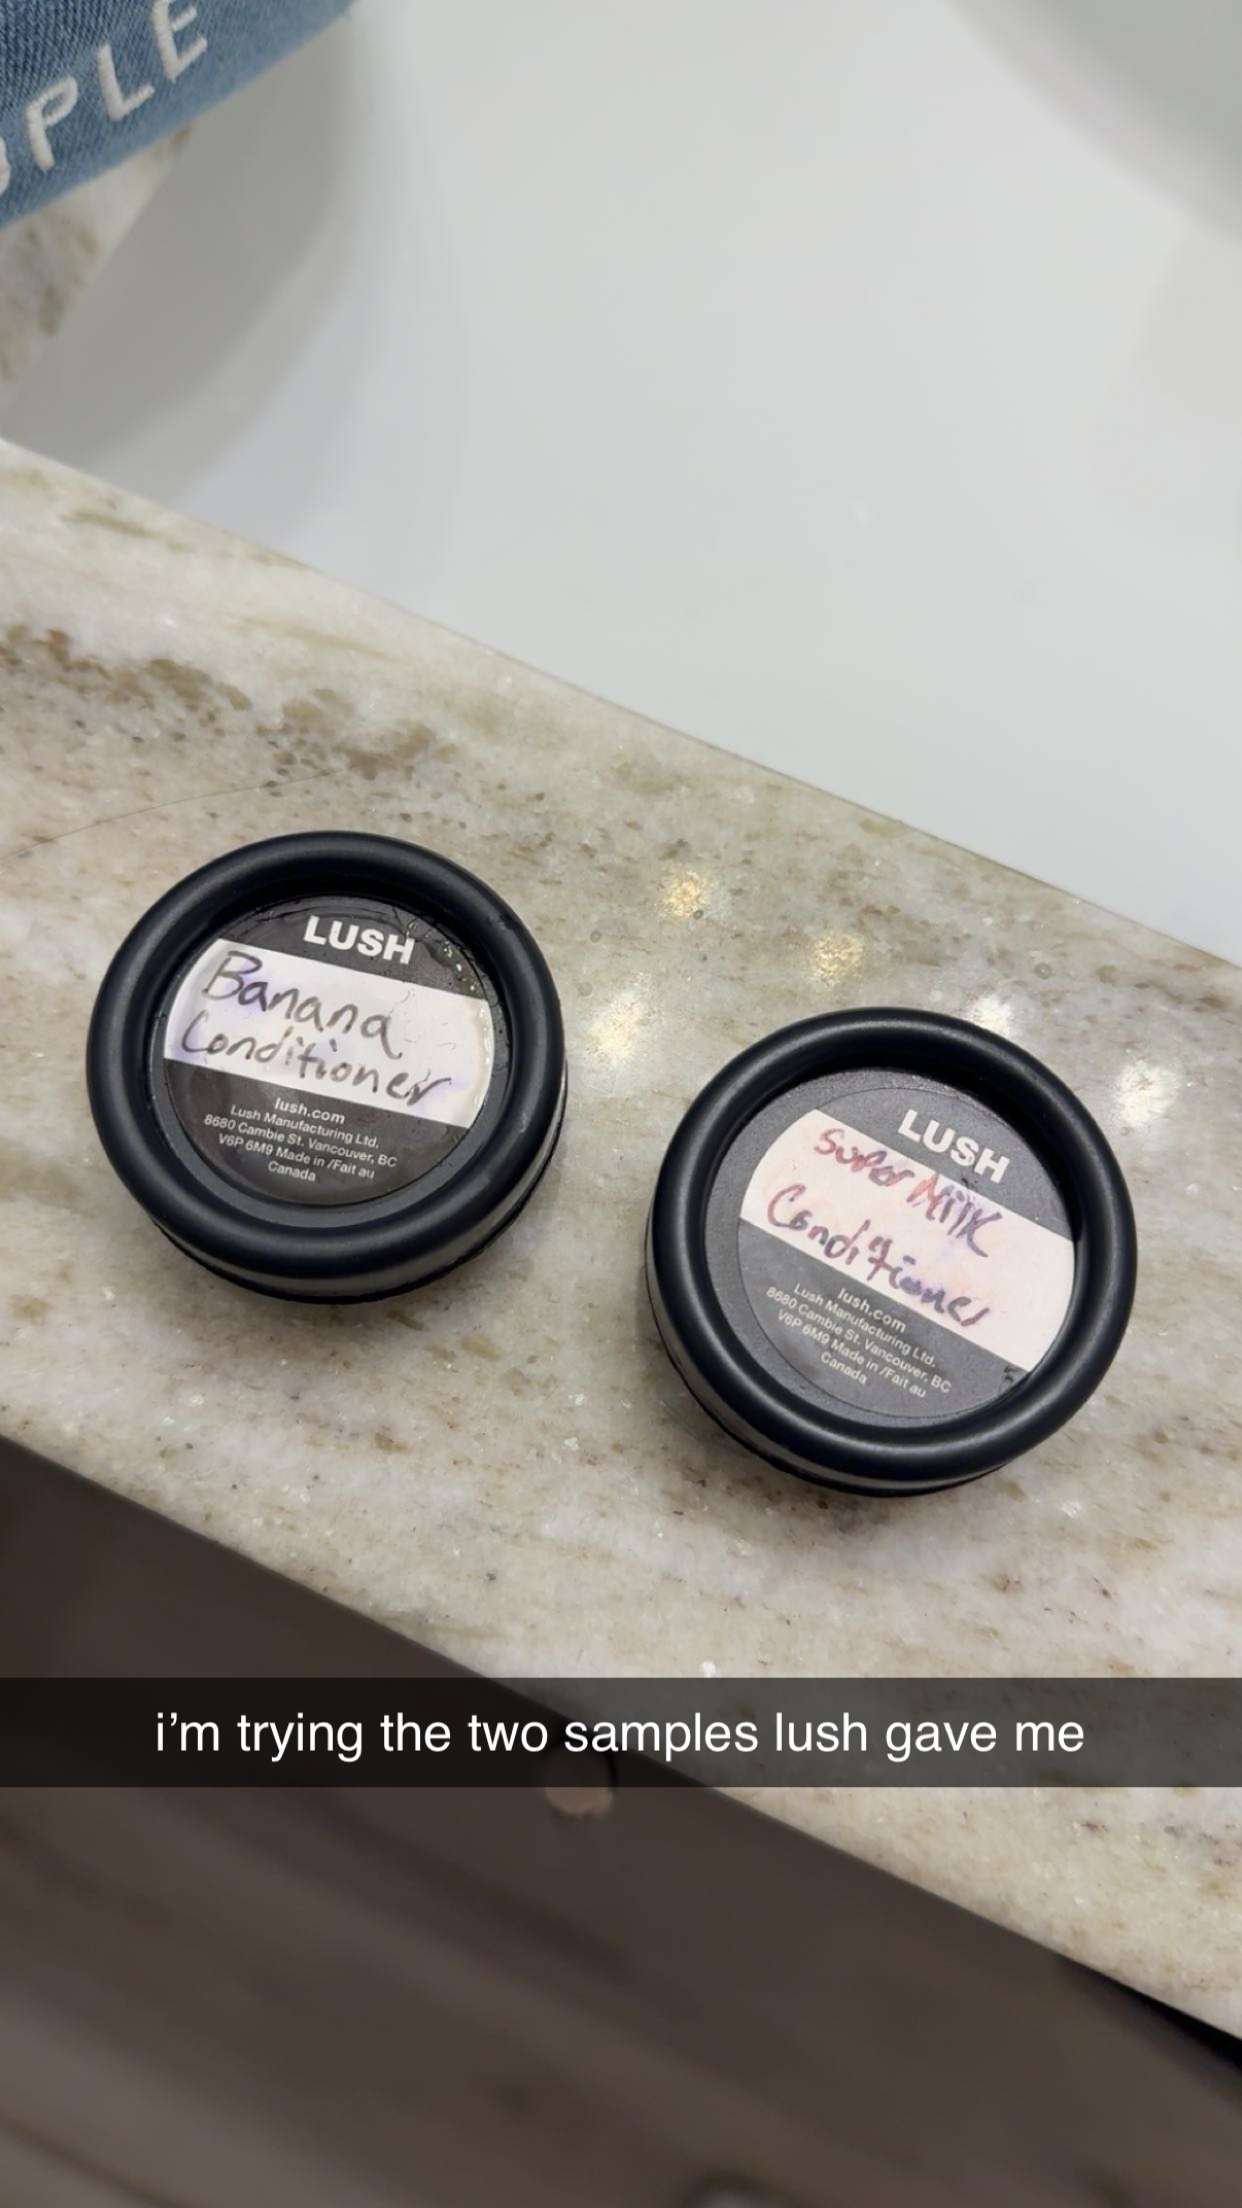 OPLE
LUSH
Banana
Conditioner
lush.com
Lush Manufacturing Ltd.
8680 Cambie St. Vancouver, BC
V6P 6M9 Made in /Fait au
Canada
LUSH
Super Milk
Conditioner
lush.com
Lush Manufacturing Ltd.
8680 Cambie St. Vancouver, BC
V6P 6M9 Made in /Fait au
Canada
i’m trying the two samples lush gave me